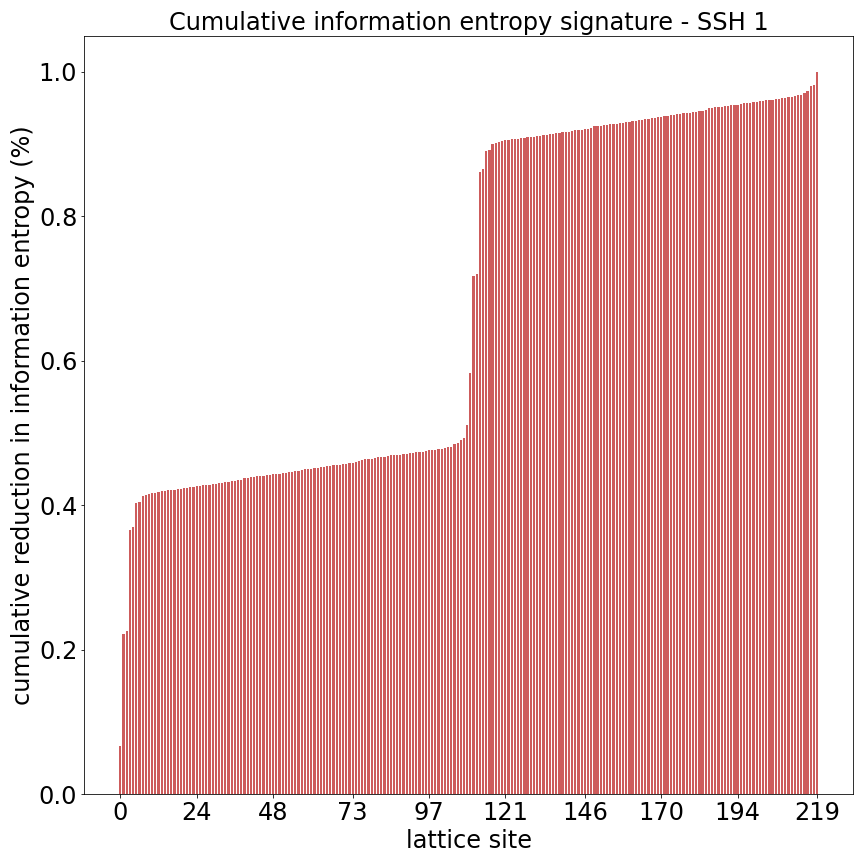 Cumulative information entropy signature - SSH 1
cumulative reduction in information entropy (%)
1.0
0.8
0.6
0.4
0.2
0.0
0 24 48 73 97 121 146 170 194 219
lattice site